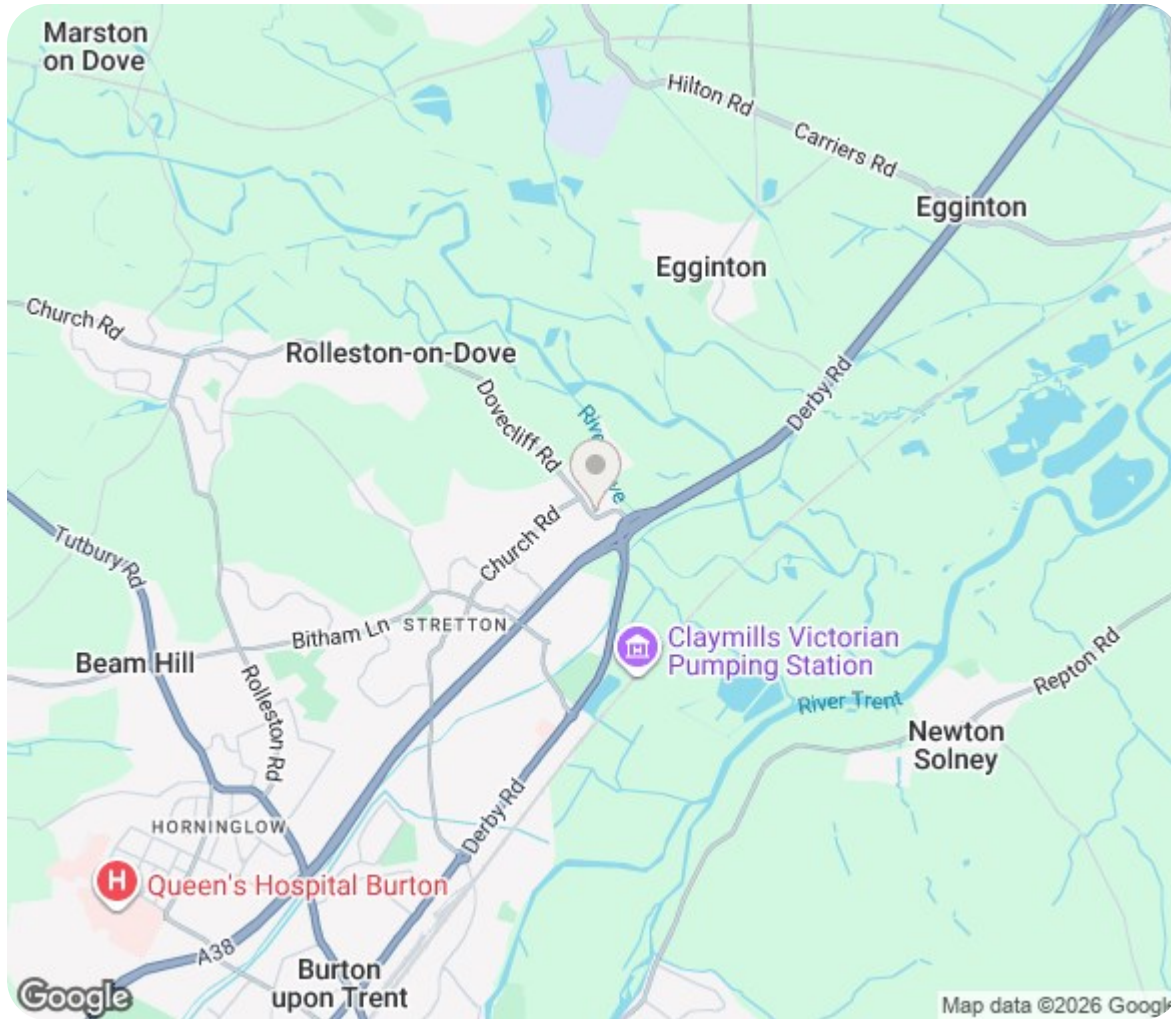 Marston
on Dove
Hilton Rd
Carriers Rd
Egginton
Egginton
Church Rd
Rolleston-on-Dove
Dovecliff Rd
Derby Rd
Church Rd
Tutbury Rd
Bitham Ln
STRETTON
Beam Hill
Claymills Victorian
Pumping Station
Rolleston Rd
Repton Rd
River Trent
Newton
Solney
Derby Rd
HORNINGLOW
H
Queen's Hospital Burton
A38
Burton
upon Trent
Google
Map data ©2026 Google